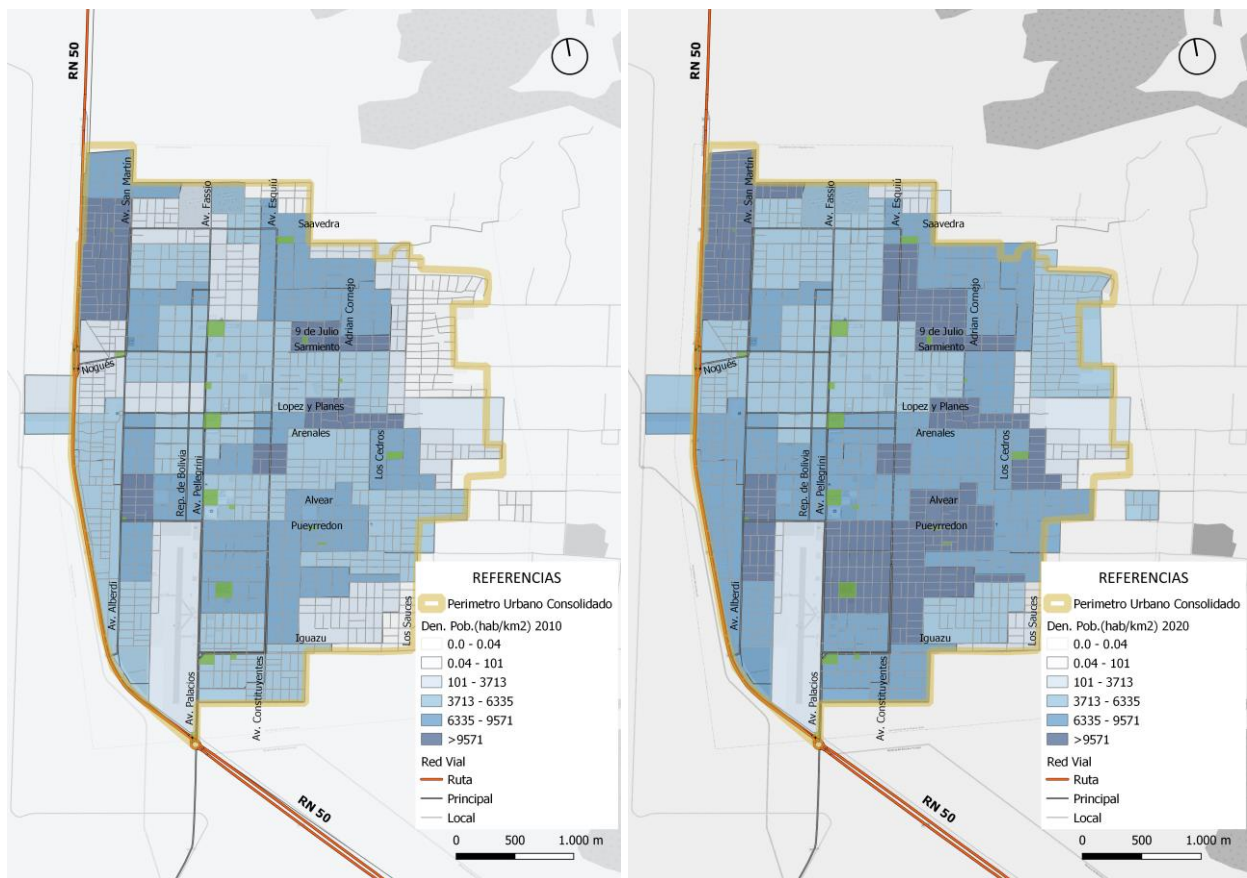 RN 50
Av. San Martín
Av. Fassio
Av. Esquiú
Saavedra
Adrian Cornejo
9 de Julio
Sarmiento
Nogués
Lopez y Planes
Arenales
Los Cedros
Rep. de Bolivia
Av. Pellegrini
Alvear
Pueyrredon
Av. Alberdi
Los Sauces
Iguazu
Av. Palacios
Av. Constituyentes
RN 50
REFERENCIAS
Perimetro Urbano Consolidado
Den. Pob.(hab/km2) 2010
0.0 - 0.04
0.04 - 101
101 - 3713
3713 - 6335
6335 - 9571
>9571
Red Vial
Ruta
Principal
Local
0 500 1.000 m
RN 50
Av. San Martín
Av. Fassio
Av. Esquiú
Saavedra
Adrian Cornejo
9 de Julio
Sarmiento
Nogués
Lopez y Planes
Arenales
Los Cedros
Rep. de Bolivia
Av. Pellegrini
Alvear
Pueyrredon
Av. Alberdi
Los Sauces
Iguazu
Av. Palacios
Av. Constituyentes
RN 50
REFERENCIAS
Perimetro Urbano Consolidado
Den. Pob.(hab/km2) 2020
0.0 - 0.04
0.04 - 101
101 - 3713
3713 - 6335
6335 - 9571
>9571
Red Vial
Ruta
Principal
Local
0 500 1.000 m